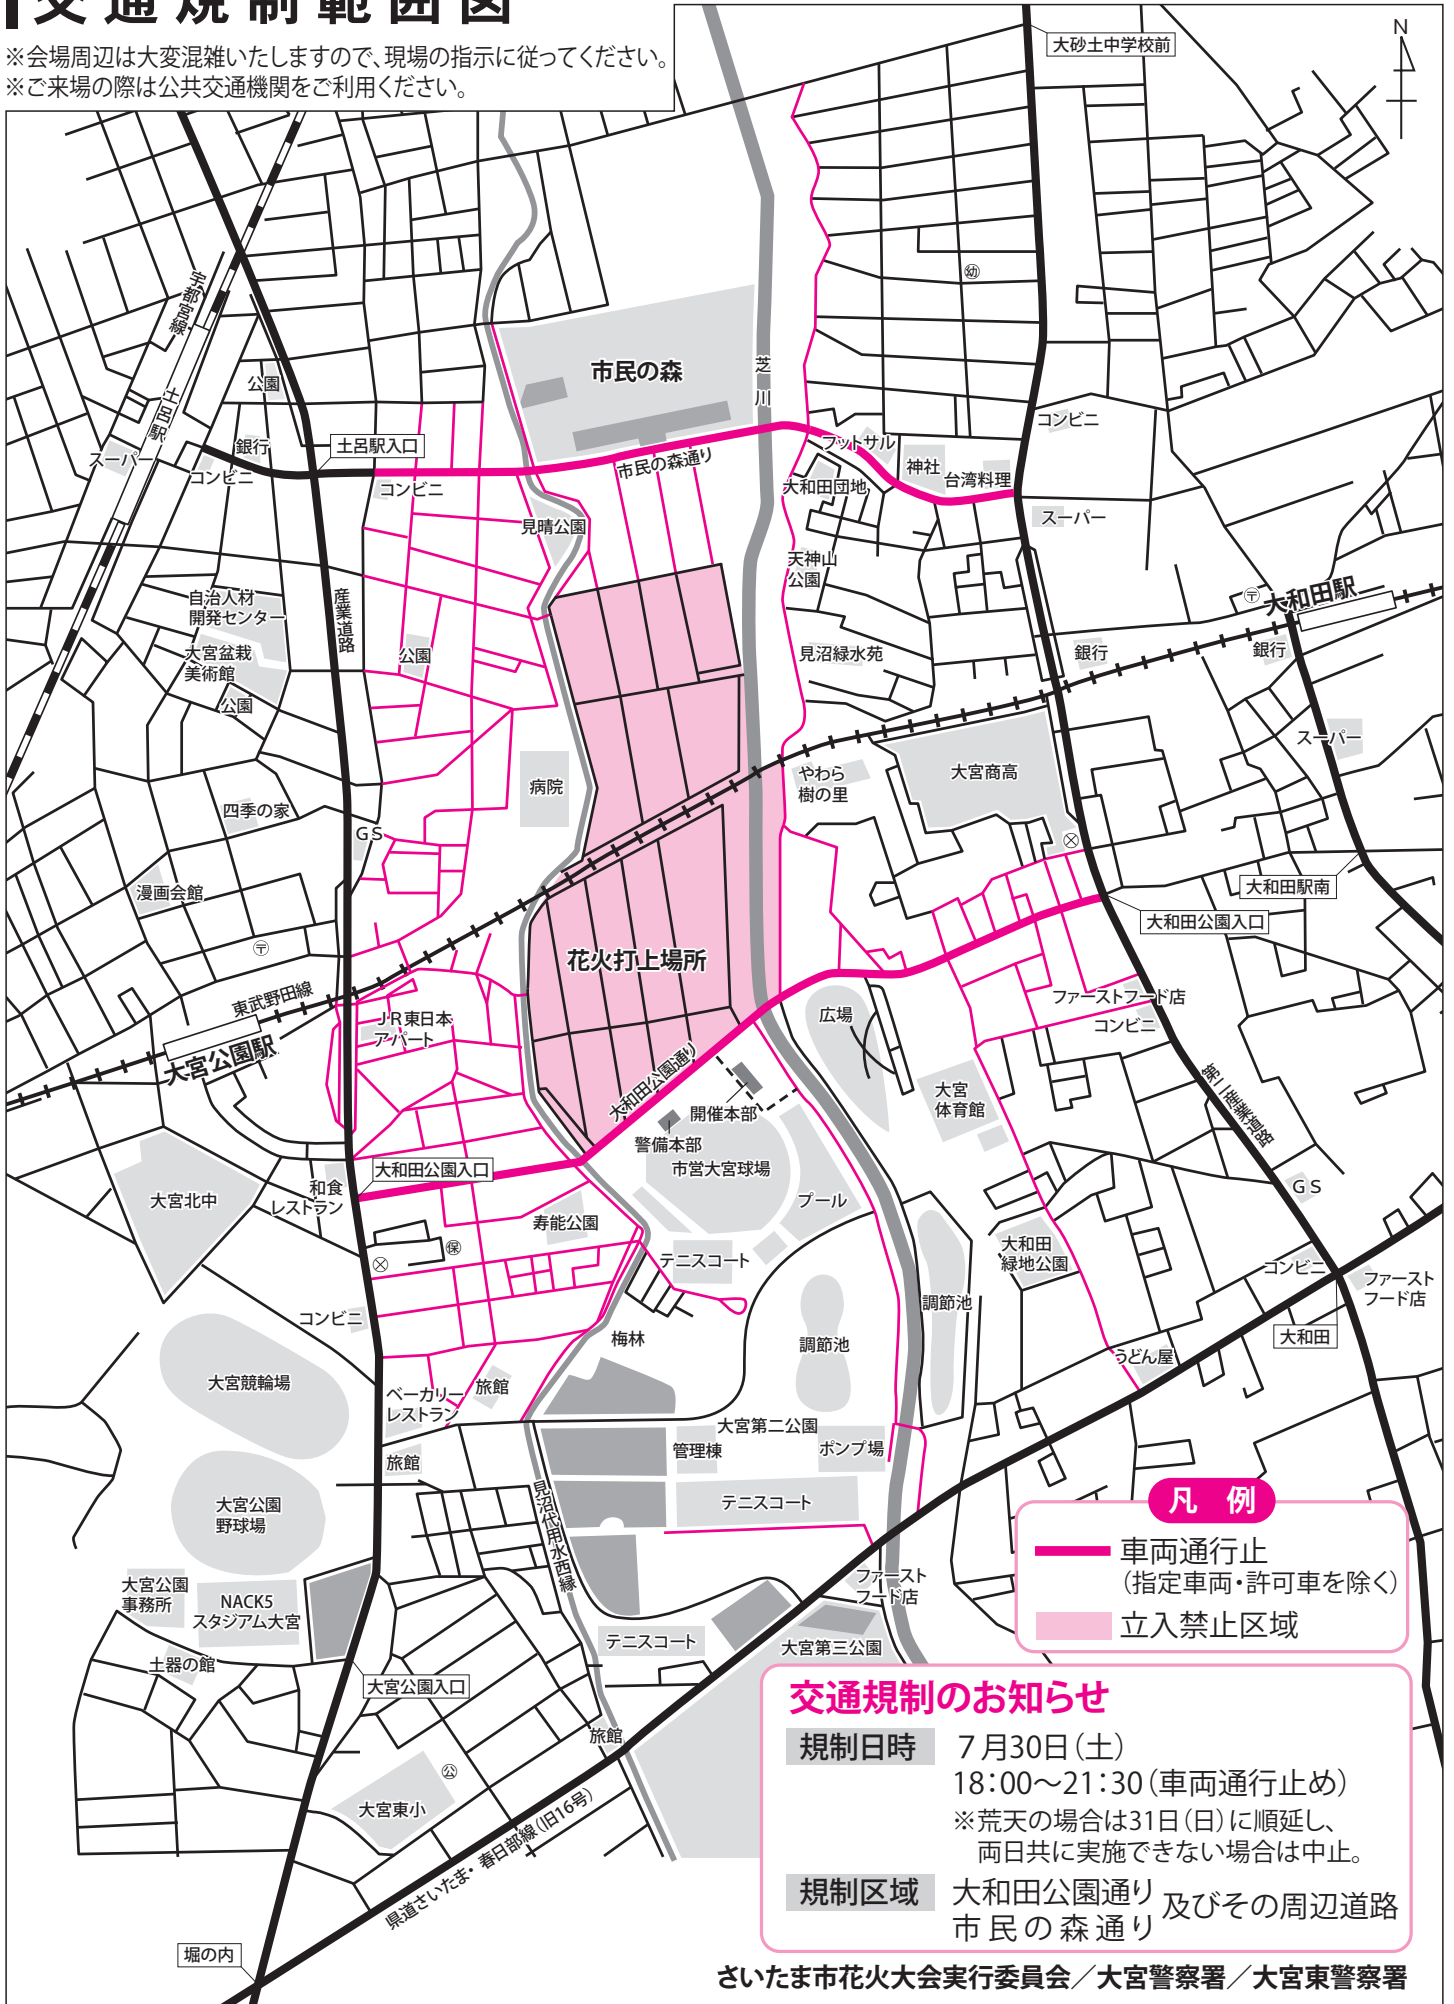 交通規制範囲図
※会場周辺は大変混雑いたしますので、現場の指示に従ってください。
※ご来場の際は公共交通機関をご利用ください。
大砂土中学校前
N
宇都宮線
土呂駅
幼
市民の森
芝川
公園
銀行
土呂駅入口
スーパー
コンビニ
コンビニ
市民の森通り
フットサル
神社
台湾料理
コンビニ
大和田団地
スーパー
見晴公園
天神山
公園
自治人材
開発センター
産業道路
〒
大和田駅
大宮盆栽
美術館
公園
公園
見沼緑水苑
銀行
銀行
スーパー
病院
やわら
樹の里
大宮商高
四季の家
GS
漫画会館
大和田駅南
大和田公園入口
〒
花火打上場所
東武野田線
大宮公園駅
JR東日本
アパート
広場
ファーストフード店
コンビニ
大和田公園通り
開催本部
警備本部
大宮
体育館
第二産業道路
大和田公園入口
市営大宮球場
和食
レストラン
大宮北中
プール
GS
寿能公園
保
テニスコート
大和田
緑地公園
コンビニ
ファースト
フード店
コンビニ
調節池
大和田
梅林
調節池
うどん屋
大宮競輪場
ベーカリー
レストラン
旅館
大宮第二公園
管理棟
ポンプ場
旅館
見沼代用水西縁
テニスコート
大宮公園
野球場
凡例
車両通行止
(指定車両・許可車を除く)
立入禁止区域
大宮公園
事務所
NACK5
スタジアム大宮
ファースト
フード店
テニスコート
大宮第三公園
土器の館
大宮公園入口
旅館
公
大宮東小
県道さいたま・春日部線(旧16号)
堀の内
交通規制のお知らせ
規制日時 7月30日(土)
18:00〜21:30(車両通行止め)
※荒天の場合は31日(日)に順延し、
両日共に実施できない場合は中止。
規制区域 大和田公園通り
市民の森通り 及びその周辺道路
さいたま市花火大会実行委員会／大宮警察署／大宮東警察署